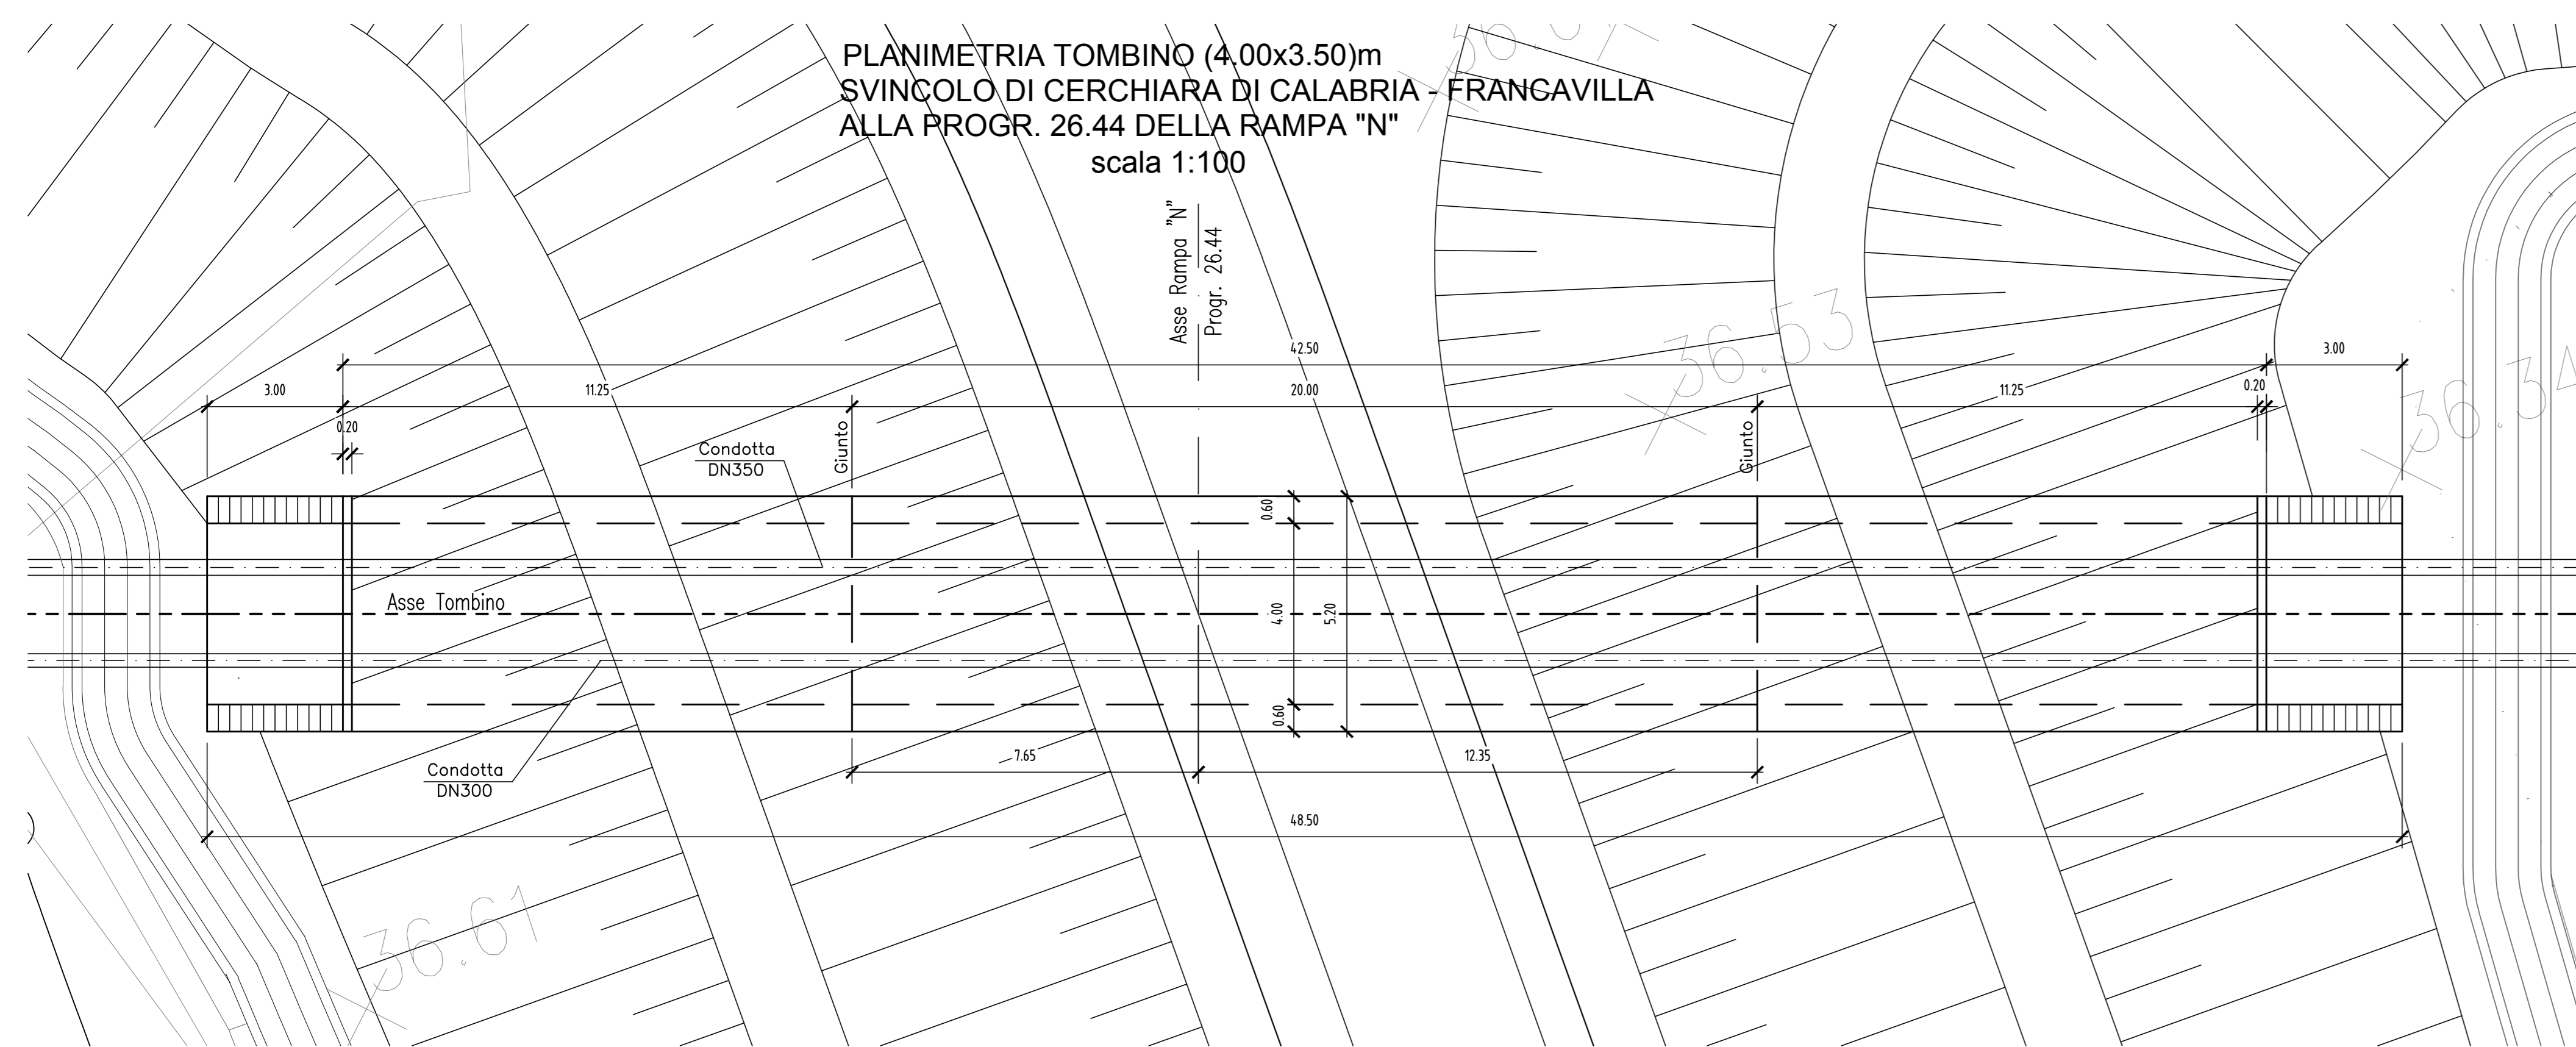 PLANIMETRIA TOMBINO (4.00x3.50)m
SVINCOLO DI CERCHIARA DI CALABRIA - FRANCAVILLA
ALLA PROGR. 26.44 DELLA RAMPA "N"
scala 1:100
Asse Rampa "N"
Progr. 26.44
42.50
3.00
3.00
11.25
20.00
11.25
0.20
0.20
Giunto
Giunto
Condotta
DN350
0.60
4.00
5.20
0.60
Asse Tombino
7.65
12.35
Condotta
DN300
48.50
36.53
36.34
36.61